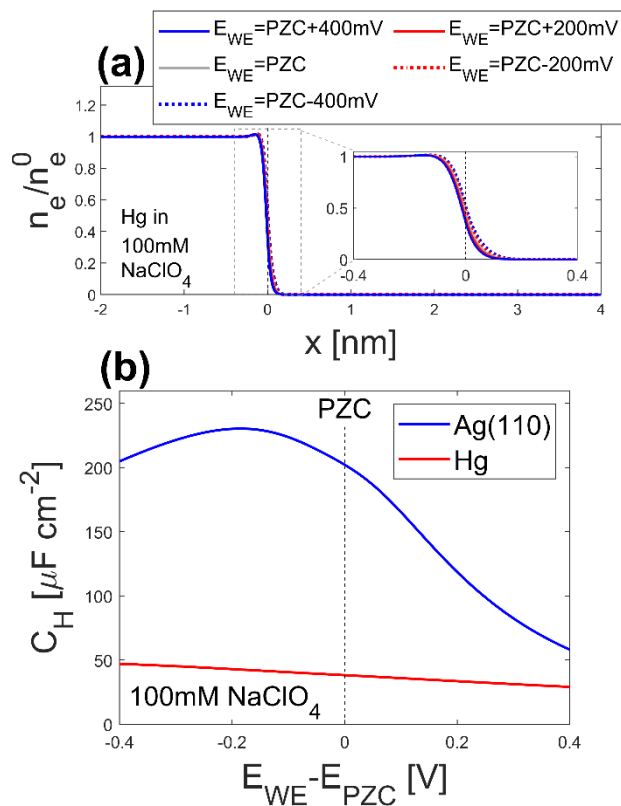 E_WE=PZC+400mV E_WE=PZC+200mV
E_WE=PZC E_WE=PZC-200mV
E_WE=PZC-400mV
(a)
n_e/n_e^0
1.2
1
0.8
0.6
0.4
0.2
0
Hg in
100mM
NaClO_4
1
0.5
0
-0.4 0 0.4
-2 -1 0 1 2 3 4
x [nm]
(b)
PZC
Ag(110)
Hg
C_H [μF cm^-2]
250
200
150
100
50
0
100mM NaClO_4
-0.4 -0.2 0 0.2 0.4
E_WE-E_PZC [V]